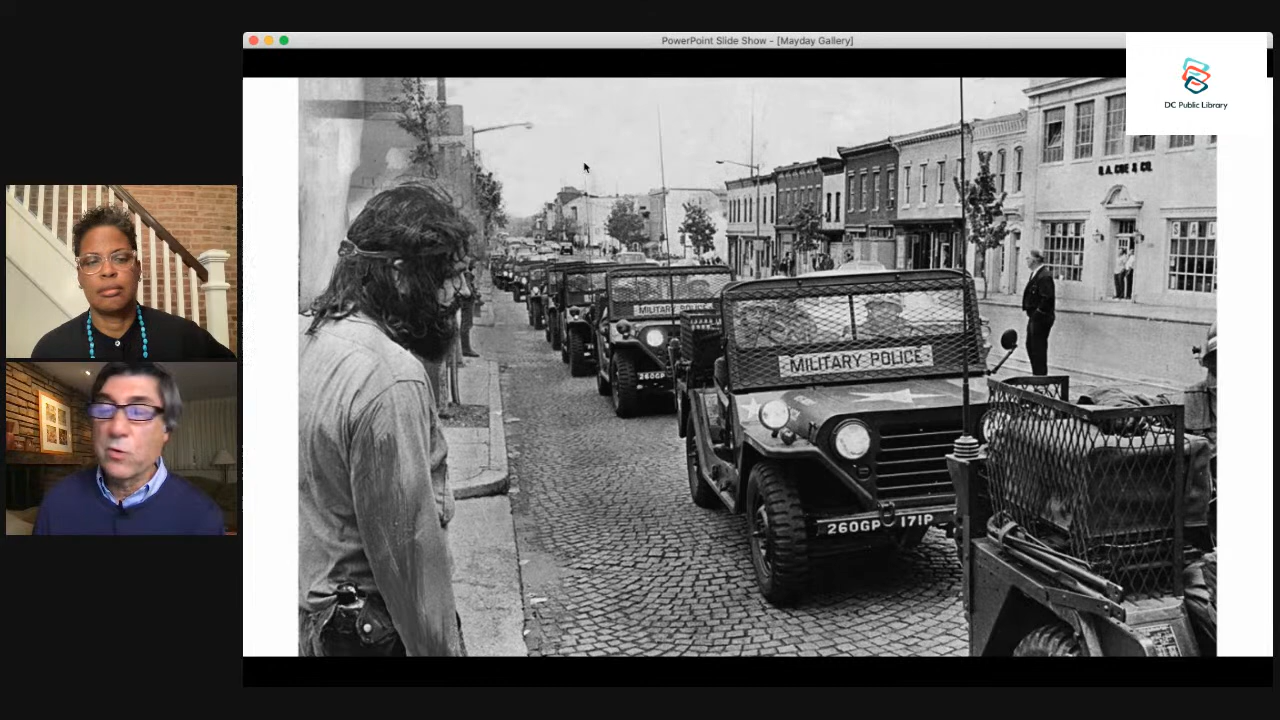 PowerPoint Slide Show - [Mayday Gallery]
DC Public Library
MILITARY POLICE
MILITARY POLICE
260GP 171P
260GP